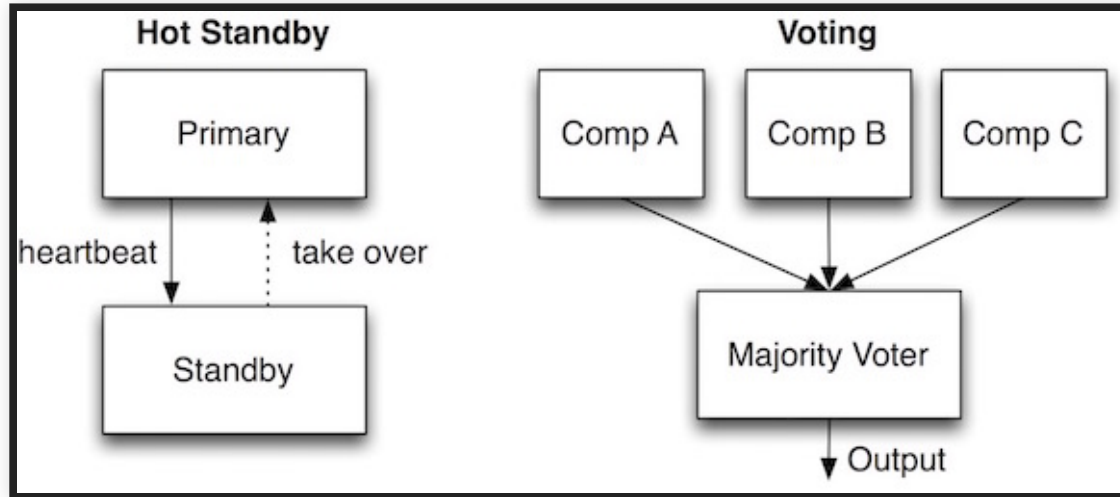 Hot Standby
Primary
heartbeat
take over
Standby
Voting
Comp A
Comp B
Comp C
Majority Voter
Output